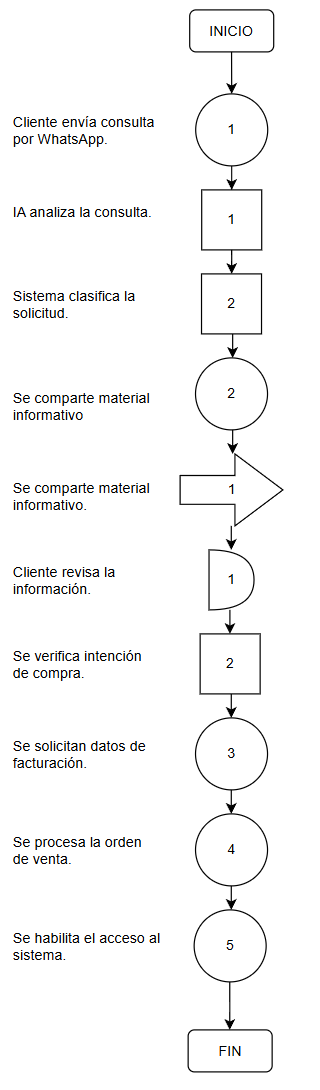 INICIO
Cliente envía consulta
por WhatsApp.
1
IA analiza la consulta.
1
Sistema clasifica la
solicitud.
2
Se comparte material
informativo
2
Se comparte material
informativo.
1
Cliente revisa la
información.
1
Se verifica intención
de compra.
2
Se solicitan datos de
facturación.
3
Se procesa la orden
de venta.
4
Se habilita el acceso al
sistema.
5
FIN